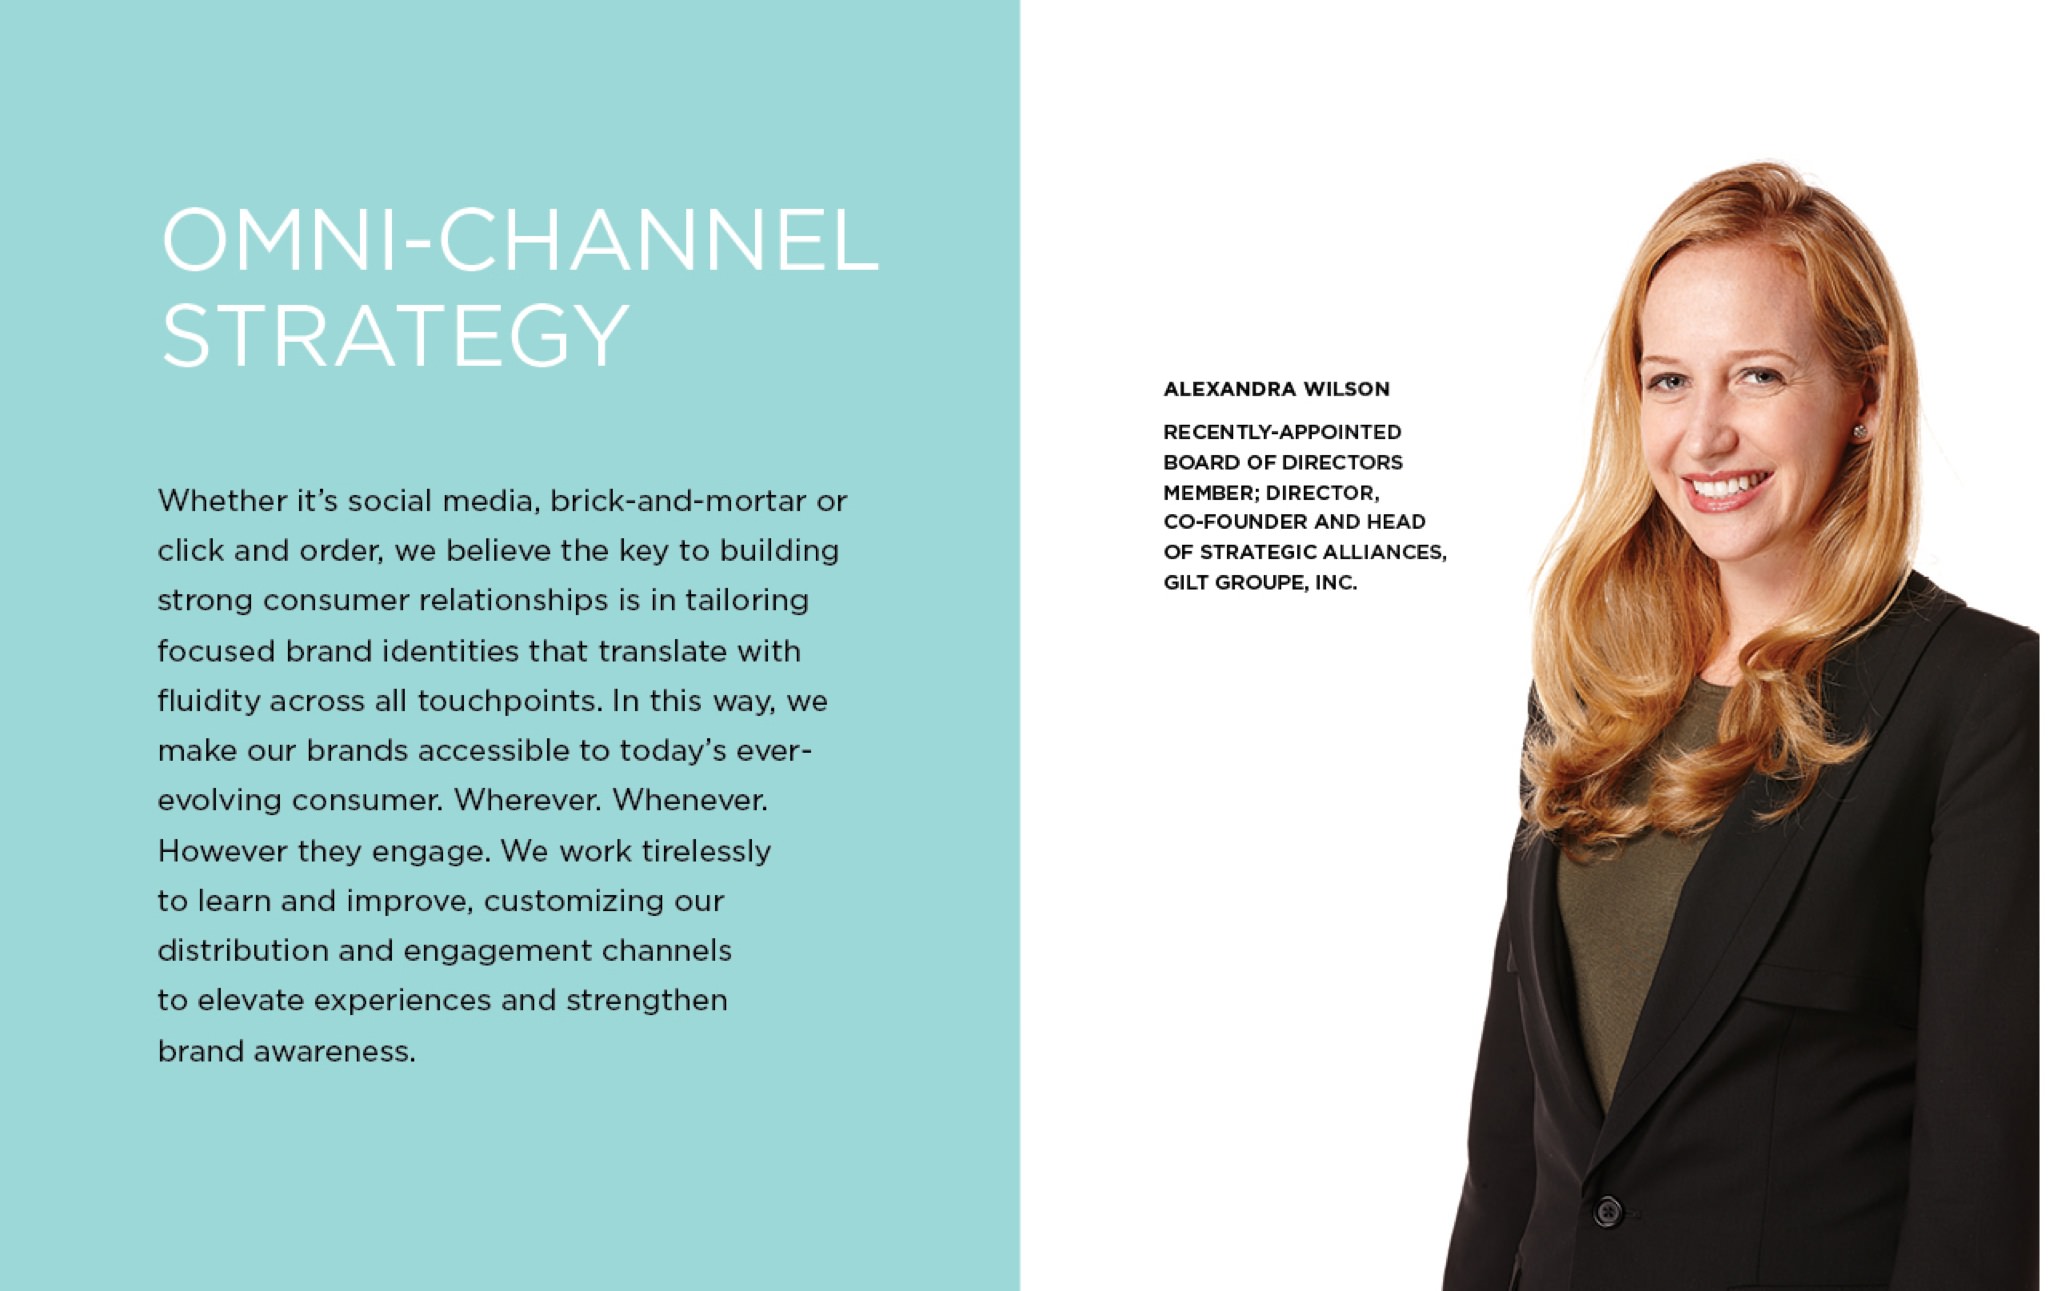 OMNI-CHANNEL
STRATEGY
Whether it’s social media, brick-and-mortar or
click and order, we believe the key to building
strong consumer relationships is in tailoring
focused brand identities that translate with
fluidity across all touchpoints. In this way, we
make our brands accessible to today’s ever-
evolving consumer. Wherever. Whenever.
However they engage. We work tirelessly
to learn and improve, customizing our
distribution and engagement channels
to elevate experiences and strengthen
brand awareness.
ALEXANDRA WILSON
RECENTLY-APPOINTED
BOARD OF DIRECTORS
MEMBER; DIRECTOR,
CO-FOUNDER AND HEAD
OF STRATEGIC ALLIANCES,
GILT GROUPE, INC.